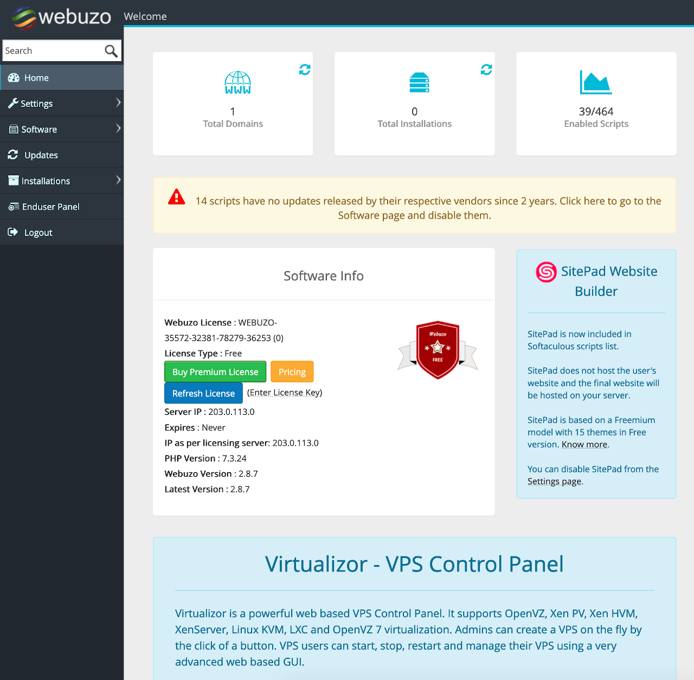 webuzo
Welcome
Search
Home
Settings
Software
Updates
Installations
Enduser Panel
Logout
WWW
1
Total Domains
0
Total Installations
39/464
Enabled Scripts
14 scripts have no updates released by their respective vendors since 2 years. Click here to go to the
Software page and disable them.
Software Info
Webuzo License : WEBUZO-
35572-32381-78279-36253 (0)
License Type : Free
Buy Premium License
Pricing
Refresh License
(Enter License Key)
Server IP : 203.0.113.0
Expires : Never
IP as per licensing server: 203.0.113.0
PHP Version : 7.3.24
Webuzo Version : 2.8.7
Latest Version : 2.8.7
Webuzo
FREE
SitePad Website
Builder
SitePad is now included in
Softaculous scripts list.
SitePad does not host the user's
website and the final website will
be hosted on your server.
SitePad is based on a Freemium
model with 15 themes in Free
version. Know more.
You can disable SitePad from the
Settings page.
Virtualizor - VPS Control Panel
Virtualizor is a powerful web based VPS Control Panel. It supports OpenVZ, Xen PV, Xen HVM,
XenServer, Linux KVM, LXC and OpenVZ 7 virtualization. Admins can create a VPS on the fly by
the click of a button. VPS users can start, stop, restart and manage their VPS using a very
advanced web based GUI.